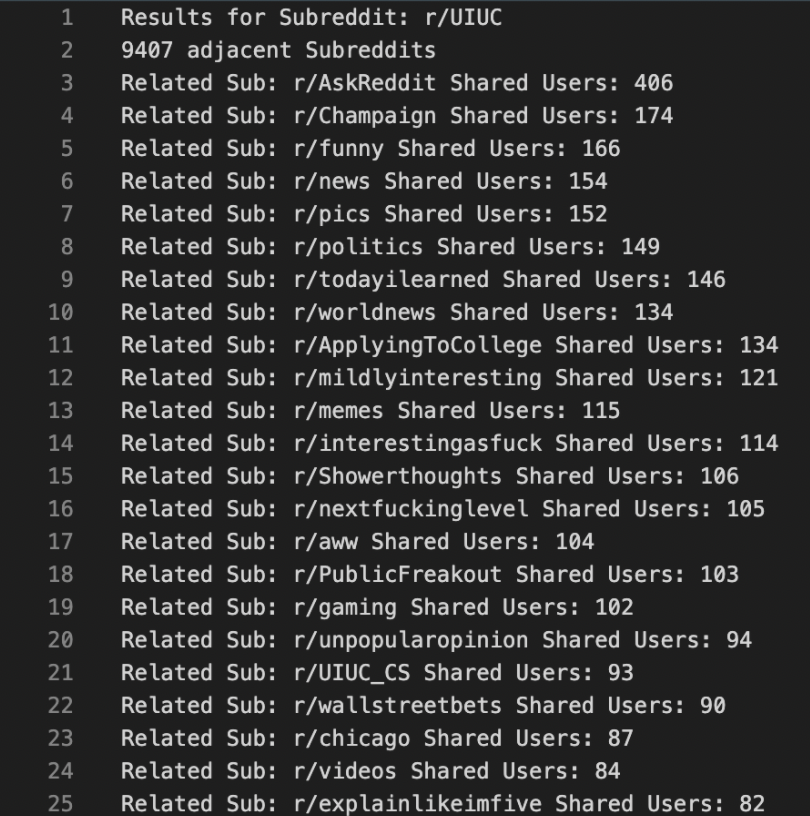 1 Results for Subreddit: r/UIUC
2 9407 adjacent Subreddits
3 Related Sub: r/AskReddit Shared Users: 406
4 Related Sub: r/Champaign Shared Users: 174
5 Related Sub: r/funny Shared Users: 166
6 Related Sub: r/news Shared Users: 154
7 Related Sub: r/pics Shared Users: 152
8 Related Sub: r/politics Shared Users: 149
9 Related Sub: r/todayilearned Shared Users: 146
10 Related Sub: r/worldnews Shared Users: 134
11 Related Sub: r/ApplyingToCollege Shared Users: 134
12 Related Sub: r/mildlyinteresting Shared Users: 121
13 Related Sub: r/memes Shared Users: 115
14 Related Sub: r/interestingasfuck Shared Users: 114
15 Related Sub: r/Showerthoughts Shared Users: 106
16 Related Sub: r/nextfuckinglevel Shared Users: 105
17 Related Sub: r/aww Shared Users: 104
18 Related Sub: r/PublicFreakout Shared Users: 103
19 Related Sub: r/gaming Shared Users: 102
20 Related Sub: r/unpopularopinion Shared Users: 94
21 Related Sub: r/UIUC_CS Shared Users: 93
22 Related Sub: r/wallstreetbets Shared Users: 90
23 Related Sub: r/chicago Shared Users: 87
24 Related Sub: r/videos Shared Users: 84
25 Related Sub: r/explainlikeimfive Shared Users: 82